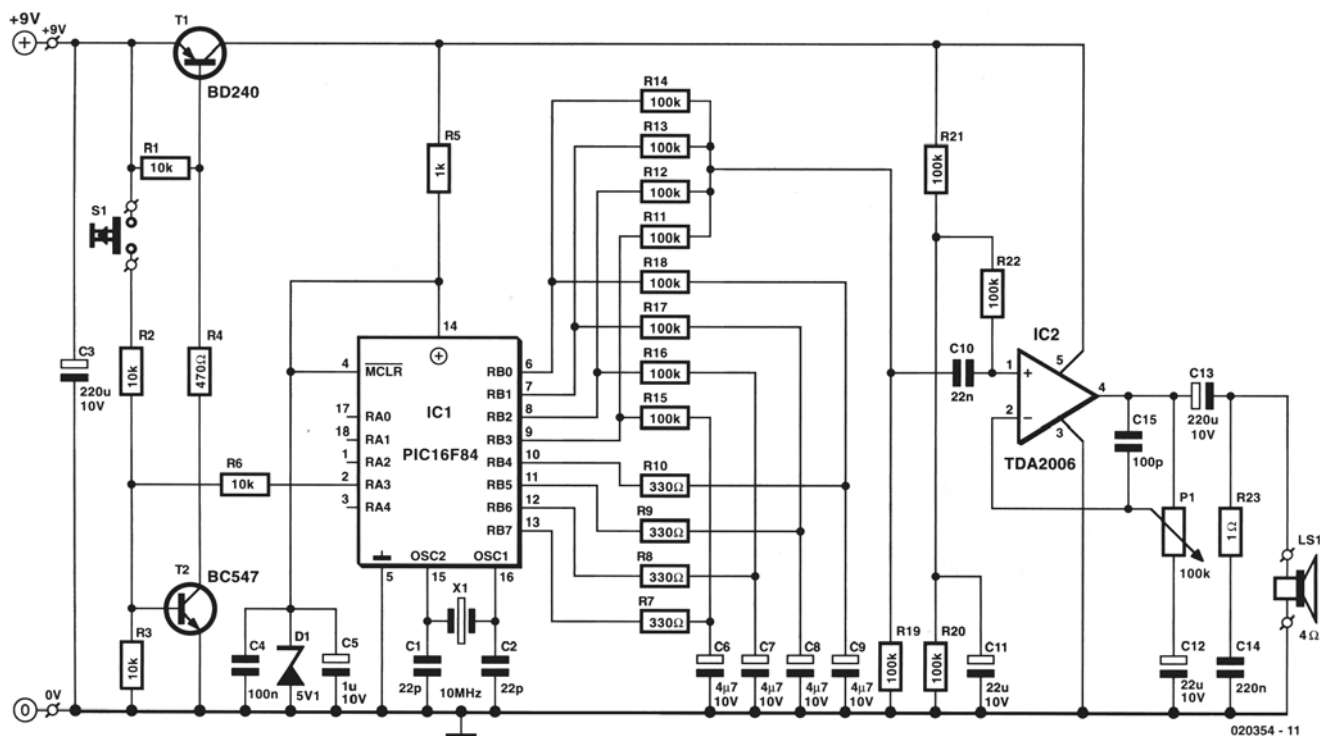 +9V
+9V
T1
BD240
R14
100k
R13
100k
R12
100k
R11
100k
R18
100k
R17
100k
R16
100k
R15
100k
R10
330Ω
R9
330Ω
R8
330Ω
R7
330Ω
R1
10k
S1
R2
10k
R4
470Ω
C3
220u
10V
R6
10k
T2
BC547
R3
10k
R5
1k
14
4
MCLR
17
RA0
18
RA1
1
RA2
2
RA3
3
RA4
IC1
PIC16F84
RB0
6
RB1
7
RB2
8
RB3
9
RB4
10
RB5
11
RB6
12
RB7
13
OSC2
OSC1
5
15
16
X1
10MHz
C4
100n
D1
5V1
C5
1u
10V
C1
22p
C2
22p
C6
4µ7
10V
C7
4µ7
10V
C8
4µ7
10V
C9
4µ7
10V
R19
100k
R20
100k
C11
22u
10V
R21
100k
R22
100k
C10
22n
IC2
1
+
2
−
5
4
3
TDA2006
C15
100p
C13
220u
10V
P1
100k
R23
1Ω
LS1
4Ω
C12
22u
10V
C14
220n
0V
0
020354 - 11